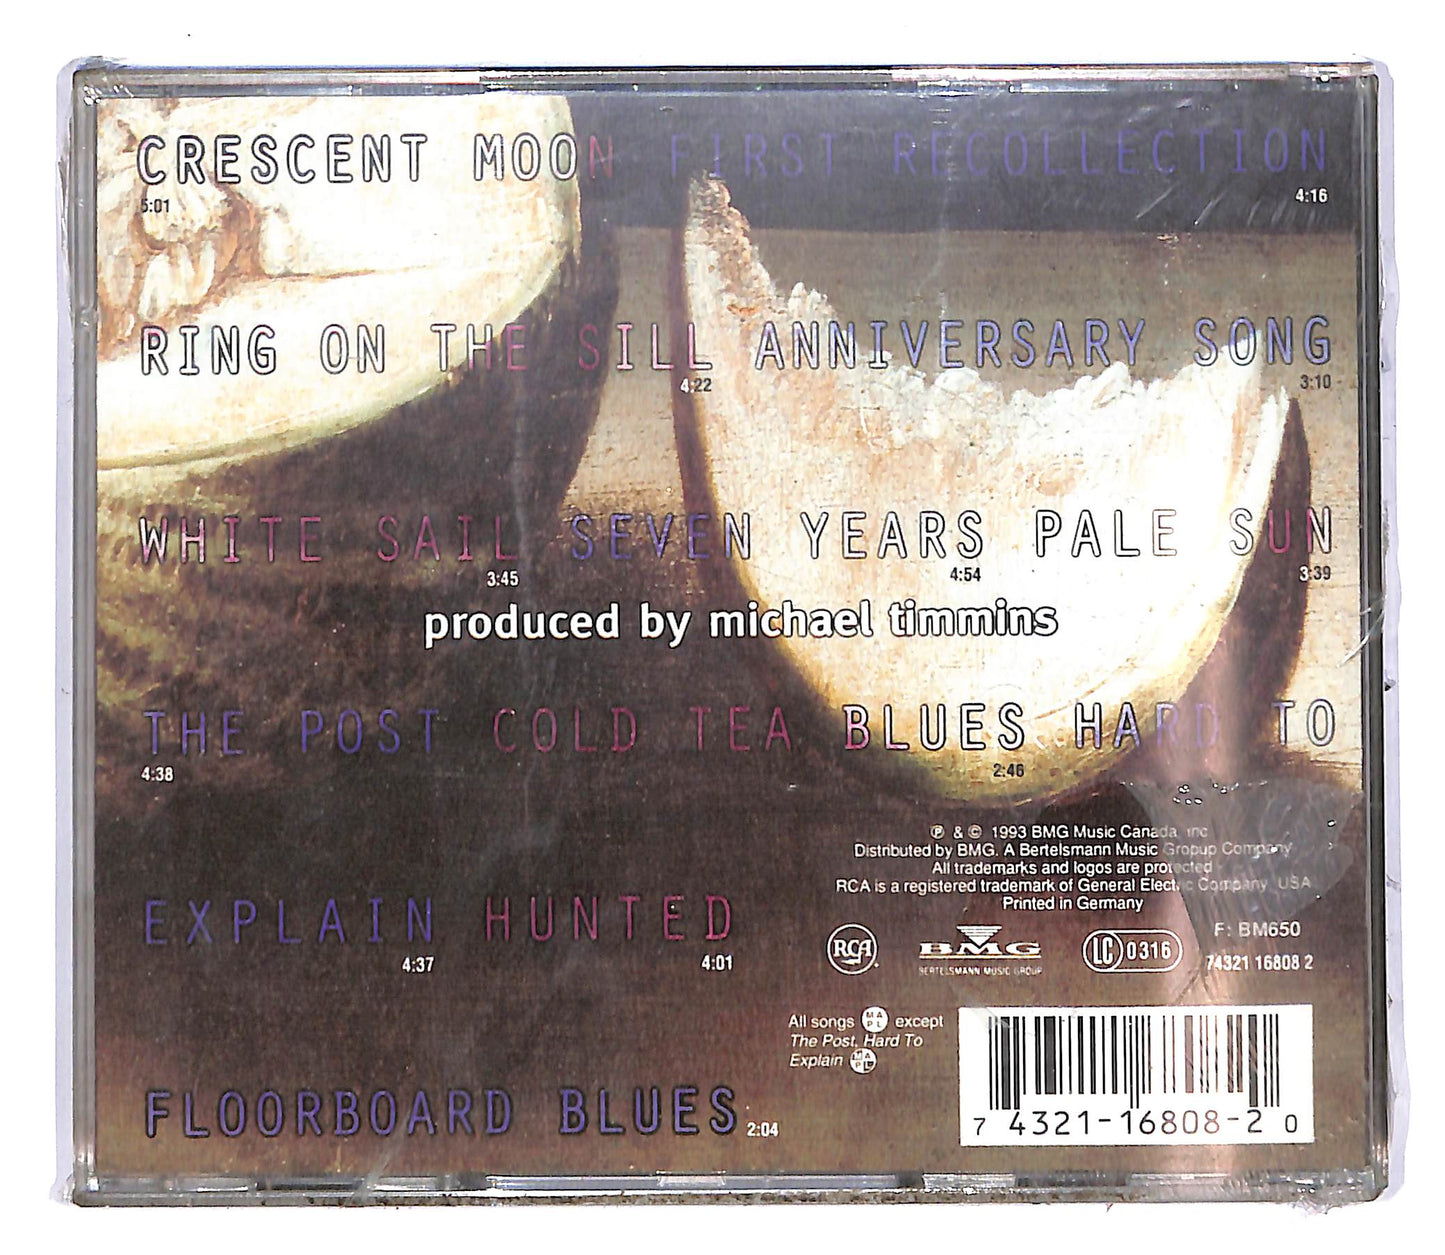 CRESCENT MOON FIRST RECOLLECTION
5:01 4:16
RING ON THE SILL ANNIVERSARY SONG
4:22 3:10
WHITE SAIL SEVEN YEARS PALE SUN
3:45 4:54 3:39
produced by michael timmins
THE POST COLD TEA BLUES HARD TO
4:38 2:46
EXPLAIN HUNTED
4:37 4:01
FLOORBOARD BLUES 2:04
℗ & © 1993 BMG Music Canada, inc
Distributed by BMG. A Bertelsmann Music Gropup Company
All trademarks and logos are protected
RCA is a registered trademark of General Electric Company, USA
Printed in Germany
RCA
BMG
BERTELSMANN MUSIC GROUP
LC 0316
F: BM650
74321 16808 2
All songs MAPL except
The Post, Hard To
Explain MAPL
7 43211-16808-2 0